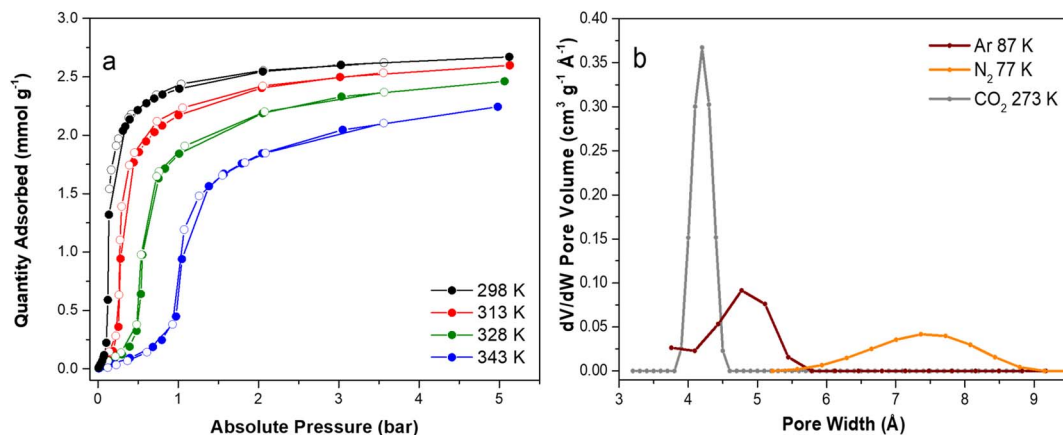 a
Quantity Adsorbed (mmol g⁻¹)
3.0
2.5
2.0
1.5
1.0
0.5
0.0
0 1 2 3 4 5
Absolute Pressure (bar)
298 K
313 K
328 K
343 K
b
dV/dW Pore Volume (cm³ g⁻¹ Å⁻¹)
0.40
0.35
0.30
0.25
0.20
0.15
0.10
0.05
0.00
3 4 5 6 7 8 9
Pore Width (Å)
Ar 87 K
N₂ 77 K
CO₂ 273 K